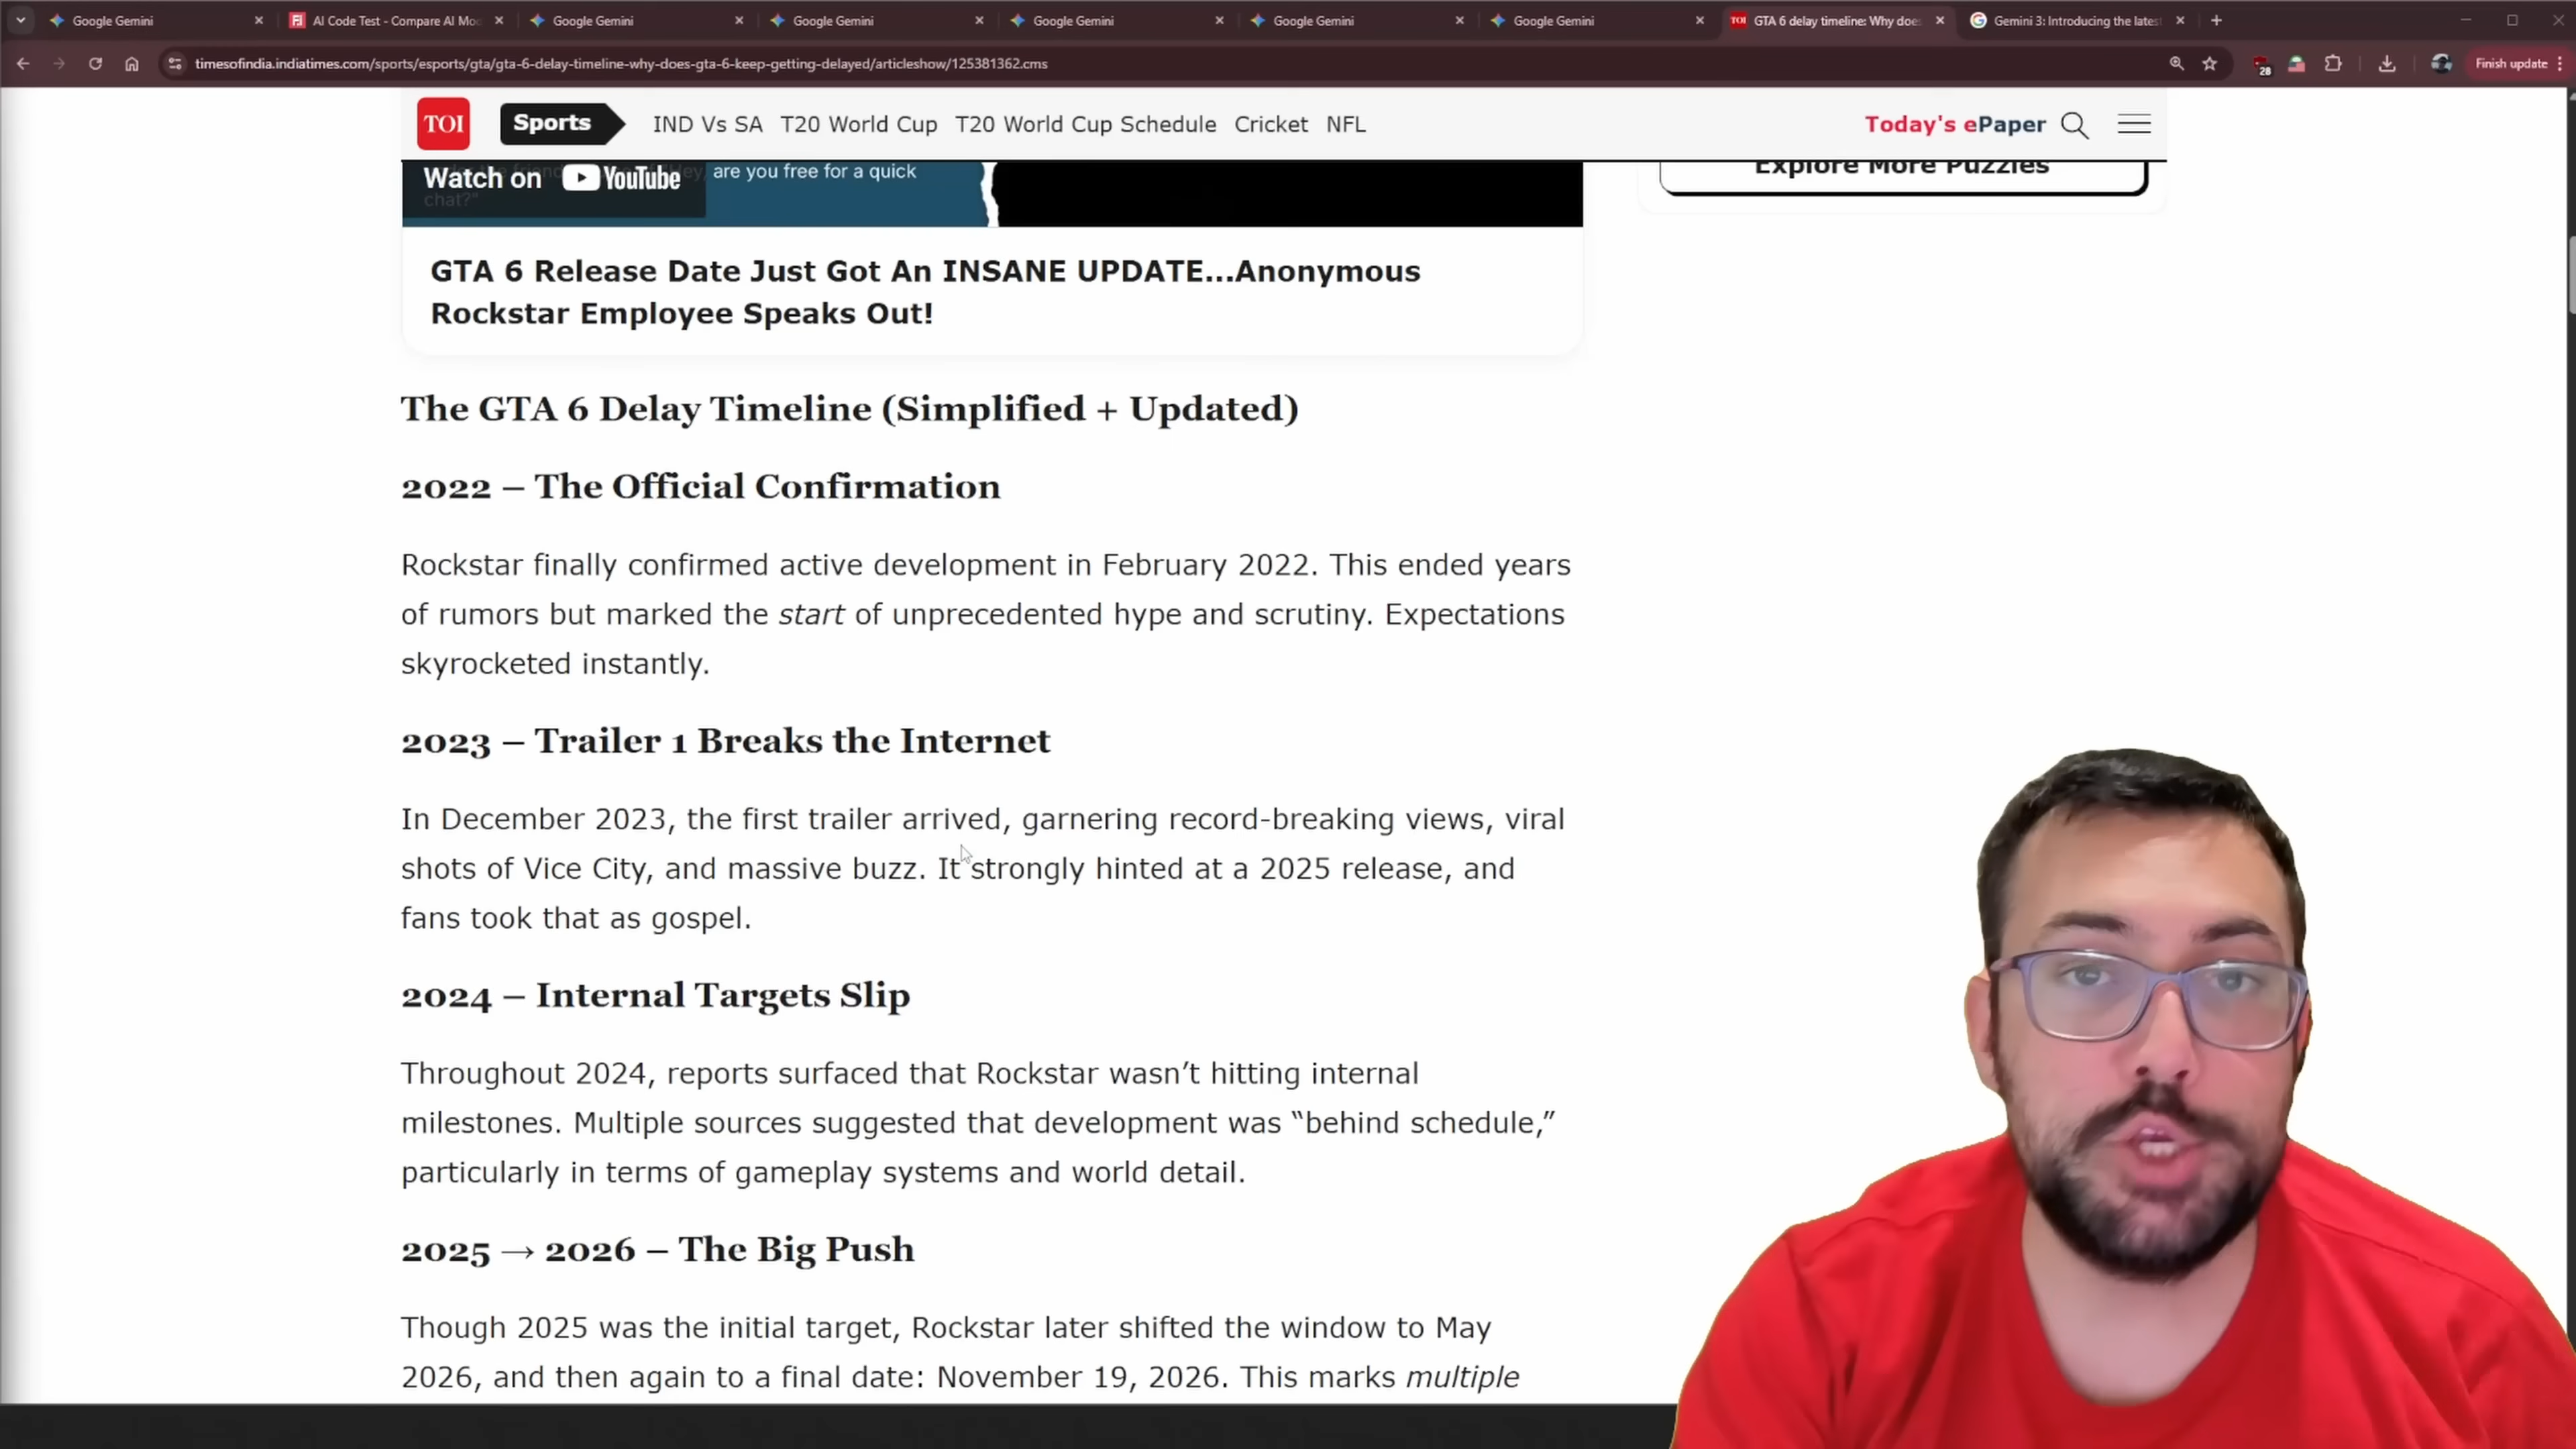 Google Gemini
AI Code Test - Compare AI Mo
Google Gemini
Google Gemini
Google Gemini
Google Gemini
Google Gemini
TOI GTA 6 delay timeline: Why does
Gemini 3: Introducing the latest
timesofindia.indiatimes.com/sports/esports/gta/gta-6-delay-timeline-why-does-gta-6-keep-getting-delayed/articleshow/125381362.cms
28
Finish update
TOI Sports IND Vs SA T20 World Cup T20 World Cup Schedule Cricket NFL Today's ePaper
Watch on YouTube are you free for a quick
chat?"
Explore More Puzzles
GTA 6 Release Date Just Got An INSANE UPDATE...Anonymous
Rockstar Employee Speaks Out!
The GTA 6 Delay Timeline (Simplified + Updated)
2022 – The Official Confirmation
Rockstar finally confirmed active development in February 2022. This ended years
of rumors but marked the start of unprecedented hype and scrutiny. Expectations
skyrocketed instantly.
2023 – Trailer 1 Breaks the Internet
In December 2023, the first trailer arrived, garnering record-breaking views, viral
shots of Vice City, and massive buzz. It strongly hinted at a 2025 release, and
fans took that as gospel.
2024 – Internal Targets Slip
Throughout 2024, reports surfaced that Rockstar wasn’t hitting internal
milestones. Multiple sources suggested that development was “behind schedule,”
particularly in terms of gameplay systems and world detail.
2025 → 2026 – The Big Push
Though 2025 was the initial target, Rockstar later shifted the window to May
2026, and then again to a final date: November 19, 2026. This marks multiple